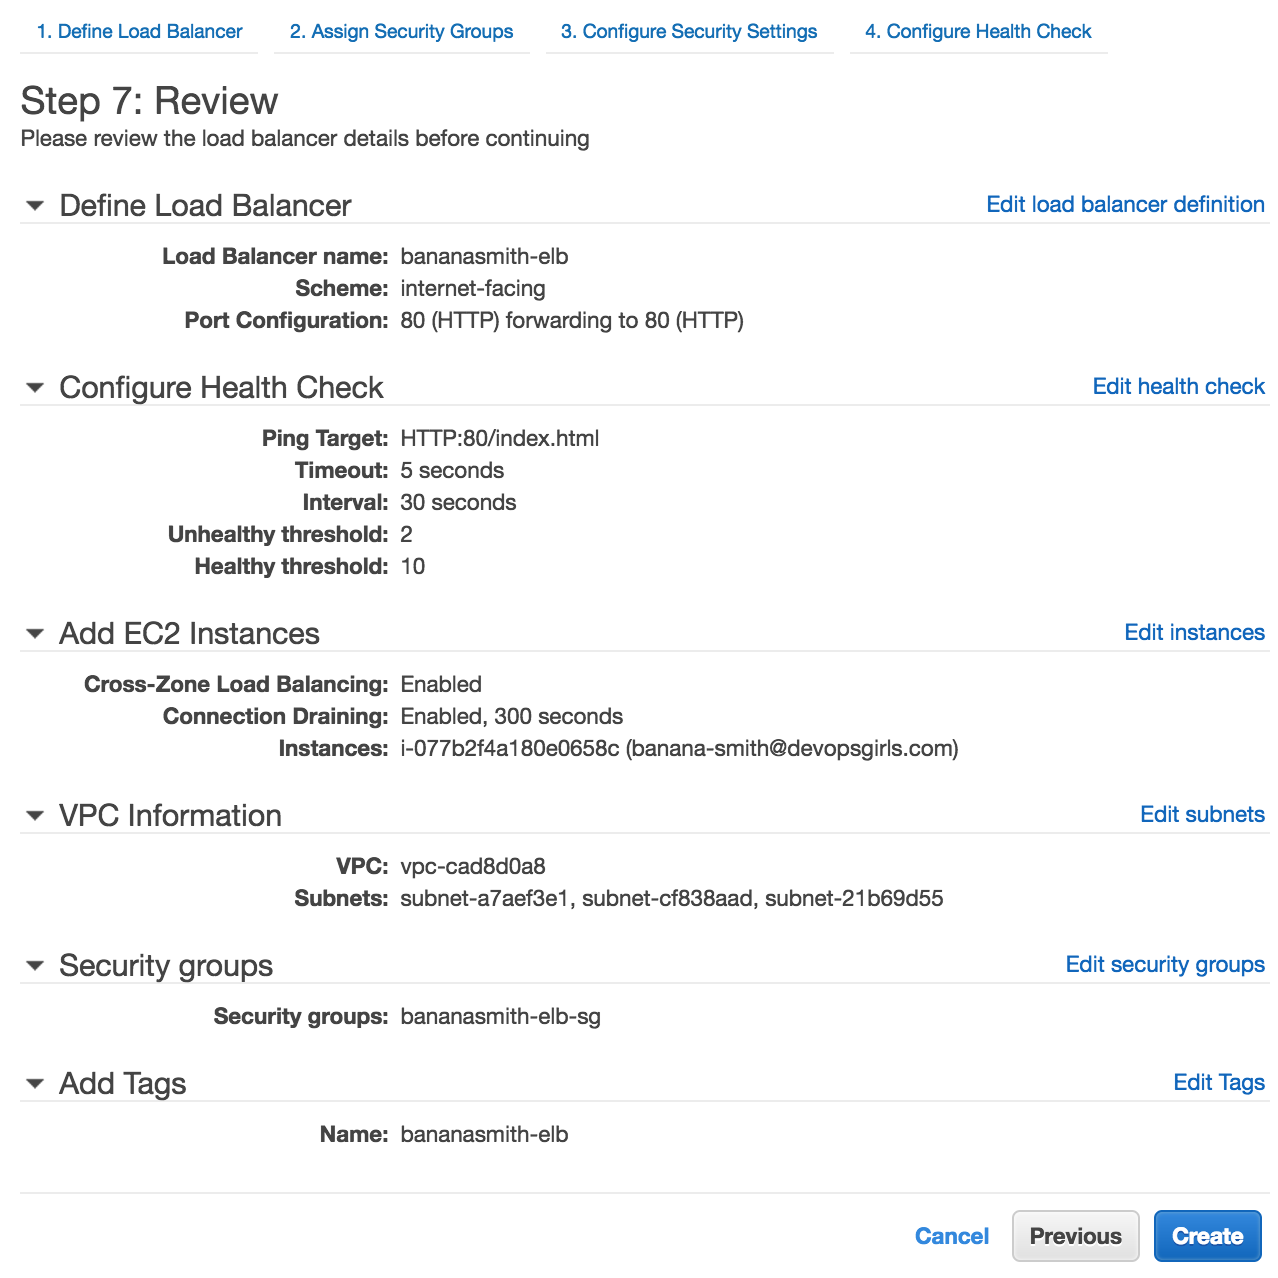 1. Define Load Balancer 2. Assign Security Groups 3. Configure Security Settings 4. Configure Health Check
Step 7: Review
Please review the load balancer details before continuing
Define Load Balancer Edit load balancer definition
Load Balancer name: bananasmith-elb
Scheme: internet-facing
Port Configuration: 80 (HTTP) forwarding to 80 (HTTP)
Configure Health Check Edit health check
Ping Target: HTTP:80/index.html
Timeout: 5 seconds
Interval: 30 seconds
Unhealthy threshold: 2
Healthy threshold: 10
Add EC2 Instances Edit instances
Cross-Zone Load Balancing: Enabled
Connection Draining: Enabled, 300 seconds
Instances: i-077b2f4a180e0658c (banana-smith@devopsgirls.com)
VPC Information Edit subnets
VPC: vpc-cad8d0a8
Subnets: subnet-a7aef3e1, subnet-cf838aad, subnet-21b69d55
Security groups Edit security groups
Security groups: bananasmith-elb-sg
Add Tags Edit Tags
Name: bananasmith-elb
Cancel Previous Create